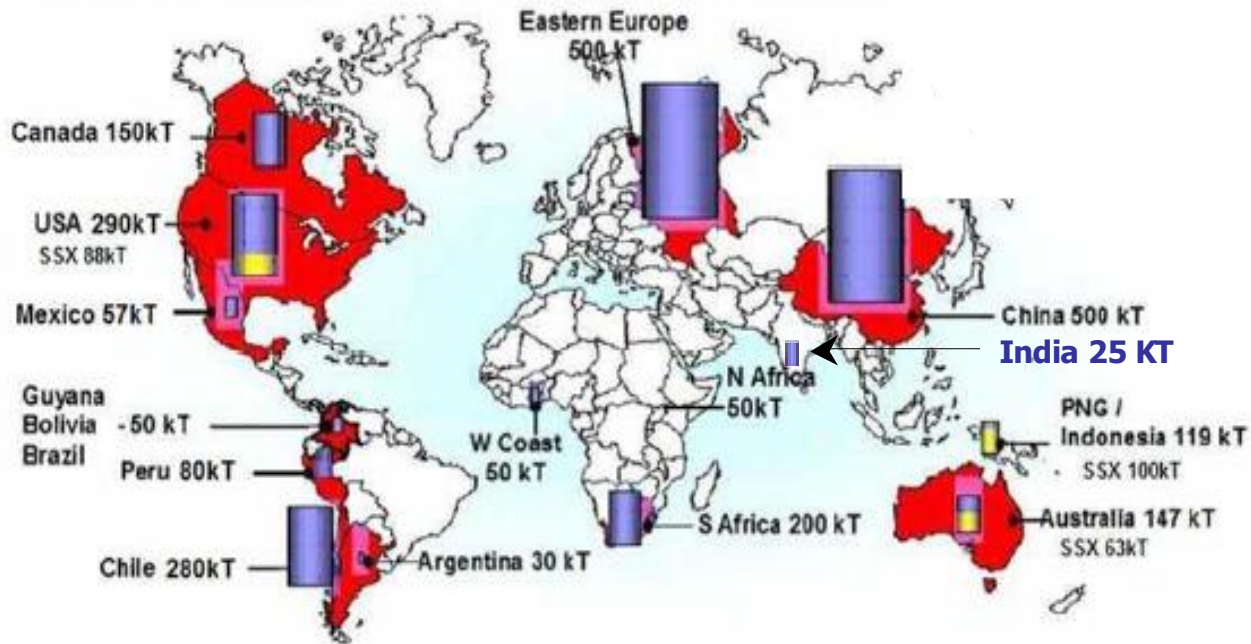 Eastern Europe
500 kT
Canada 150kT
USA 290kT
SSX 88kT
Mexico 57kT
China 500 kT
India 25 KT
Guyana
Bolivia - 50 kT
Brazil
N Africa
50kT
W Coast
50 kT
PNG /
Indonesia 119 kT
SSX 100kT
Peru 80kT
S Africa 200 kT
Australia 147 kT
SSX 63kT
Chile 280kT
Argentina 30 kT